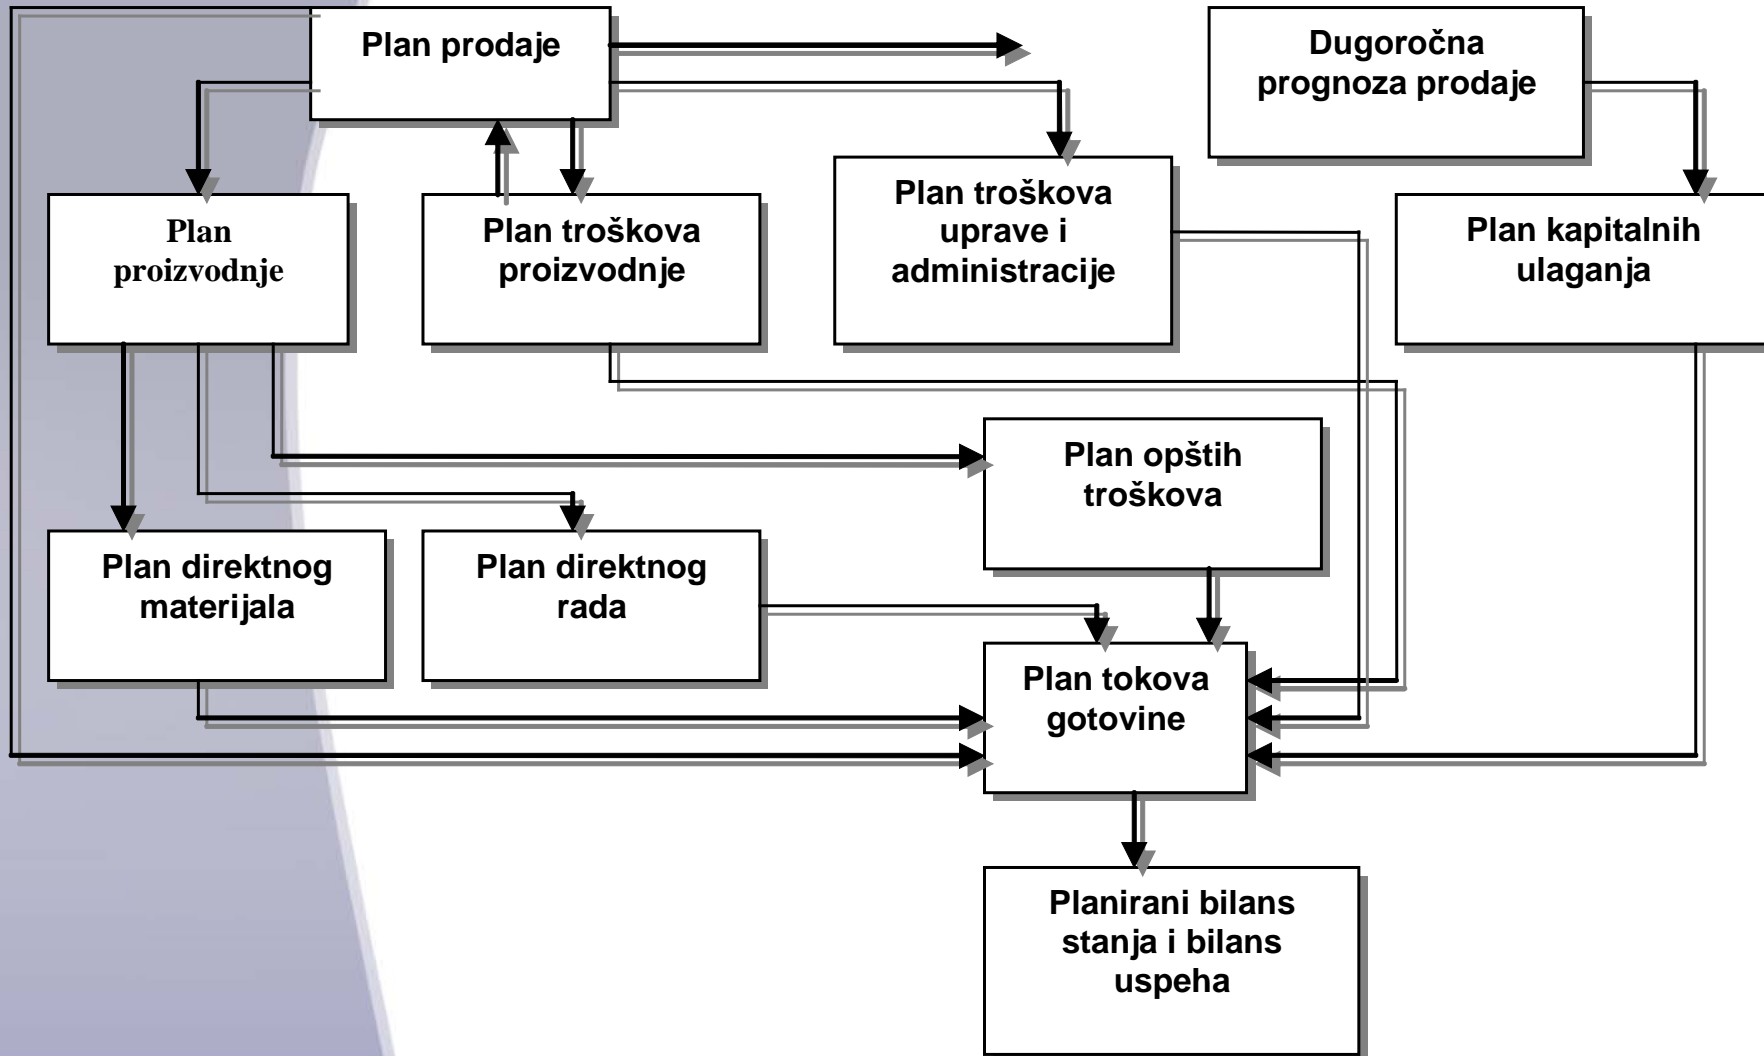 Plan prodaje
Dugoročna
prognoza prodaje
Plan
proizvodnje
Plan troškova
proizvodnje
Plan troškova
uprave i
administracije
Plan kapitalnih
ulaganja
Plan opštih
troškova
Plan direktnog
materijala
Plan direktnog
rada
Plan tokova
gotovine
Planirani bilans
stanja i bilans
uspeha